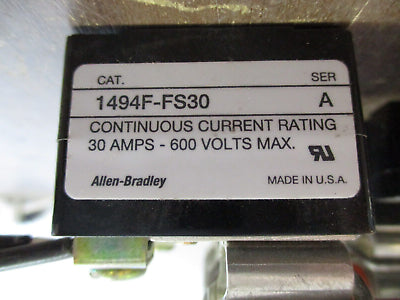 CAT. SER
1494F-FS30 A
CONTINUOUS CURRENT RATING
30 AMPS - 600 VOLTS MAX.
Allen-Bradley MADE IN U.S.A.